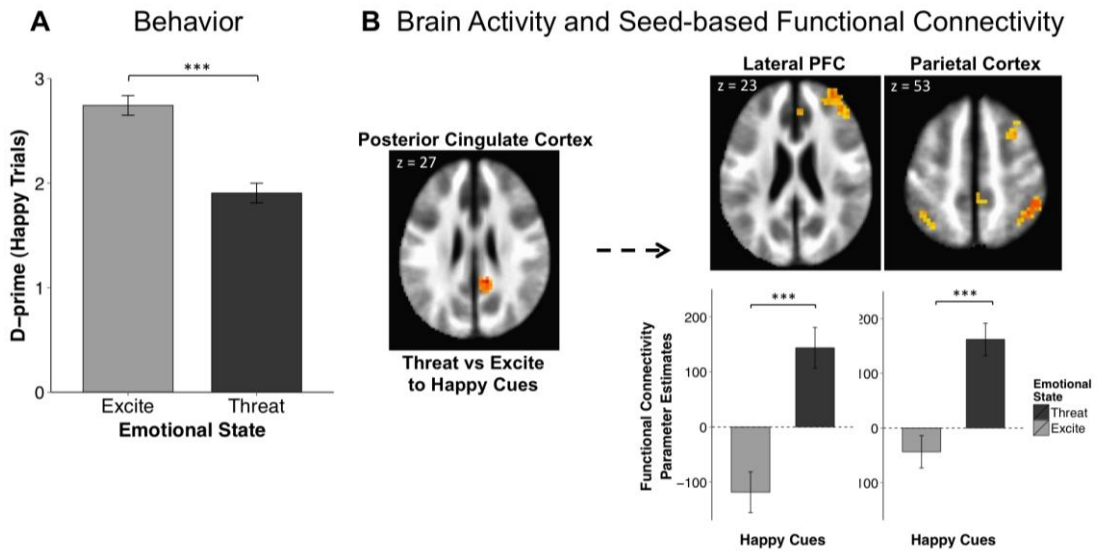 A Behavior
B Brain Activity and Seed-based Functional Connectivity
D–prime (Happy Trials)
3
2
1
0
***
Excite Threat
Emotional State
Posterior Cingulate Cortex
z = 27
Threat vs Excite
to Happy Cues
Lateral PFC
z = 23
Parietal Cortex
z = 53
Functional Connectivity
Parameter Estimates
200
100
0
−100
***
Happy Cues
200
100
0
100
***
Happy Cues
Emotional
State
Threat
Excite